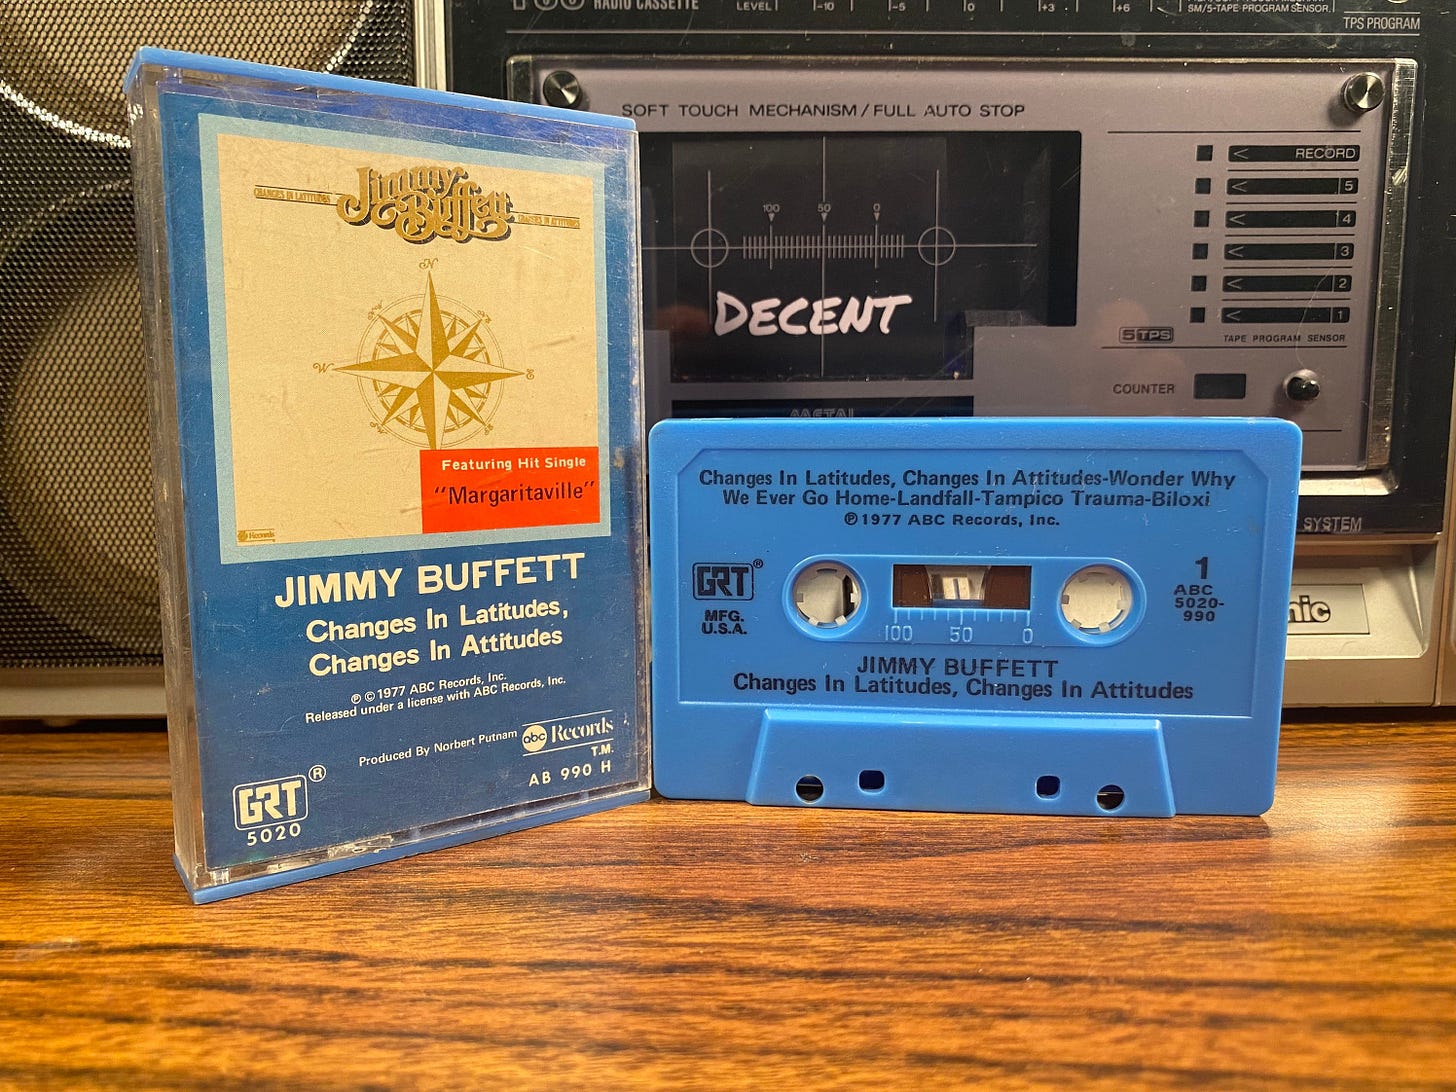 RADIO CASSETTE
LEVEL
-10
-5
0
+3
+6
SM/5-TAPE PROGRAM SENSOR
TPS PROGRAM
SOFT TOUCH MECHANISM / FULL AUTO STOP
100 50 0
DECENT
RECORD
5
4
3
2
1
5 TPS
TAPE PROGRAM SENSOR
COUNTER
METAL
SYSTEM
nic
CHANGES IN LATITUDES
Jimmy
Buffett
CHANGES IN ATTITUDES
N
W
E
Featuring Hit Single
"Margaritaville"
Records
JIMMY BUFFETT
Changes In Latitudes,
Changes In Attitudes
℗ © 1977 ABC Records, Inc.
Released under a license with ABC Records, Inc.
Produced By Norbert Putnam
abc Records
T.M.
AB 990 H
GRT®
5020
Changes In Latitudes, Changes In Attitudes-Wonder Why
We Ever Go Home-Landfall-Tampico Trauma-Biloxi
℗ 1977 ABC Records, Inc.
GRT®
MFG.
U.S.A.
100 50 0
1
ABC
5020-
990
JIMMY BUFFETT
Changes In Latitudes, Changes In Attitudes